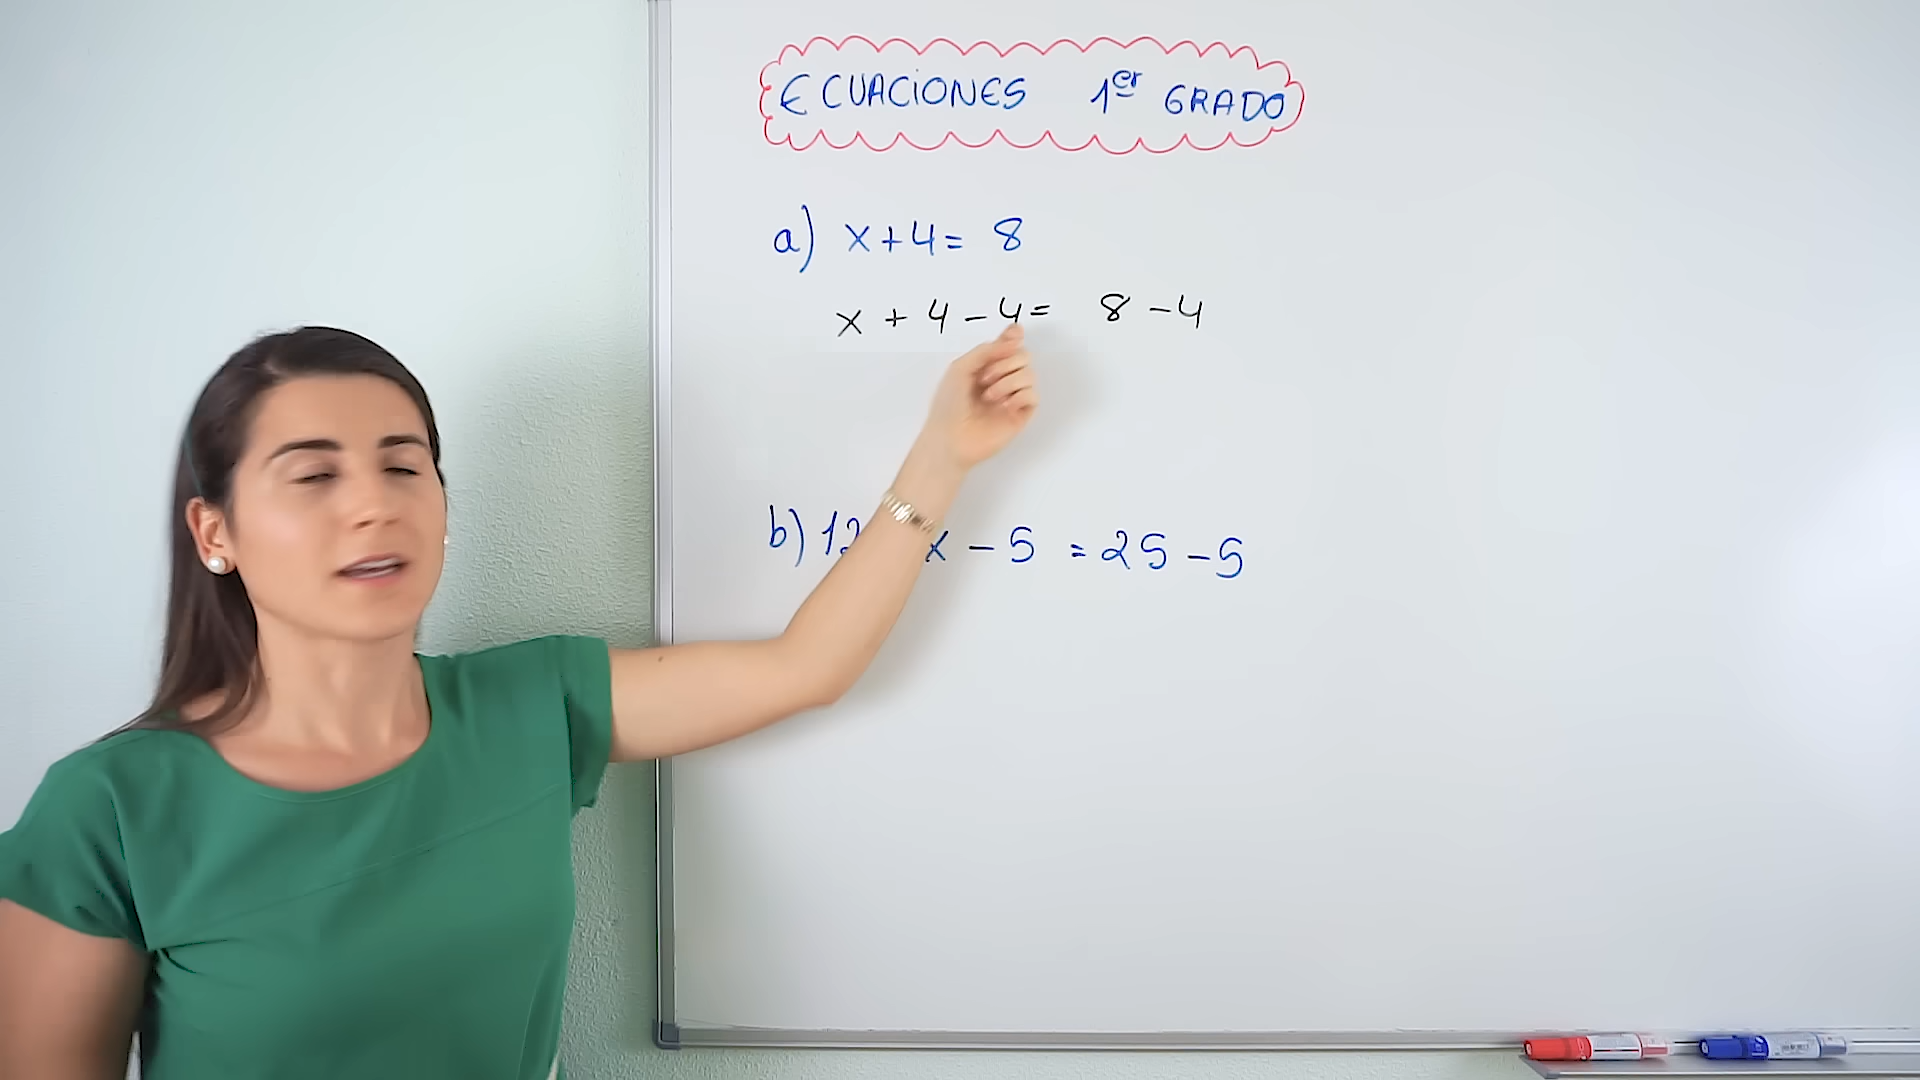 ECUACIONES 1er GRADO
a) x+4= 8
x + 4 - 4 = 8 - 4
b) 12 x - 5 = 25 - 5